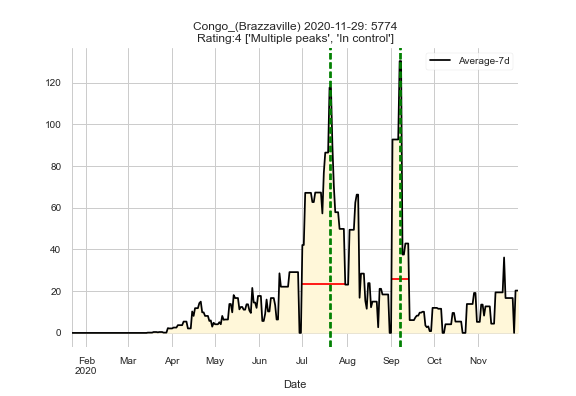 Congo_(Brazzaville) 2020-11-29: 5774
Rating:4 ['Multiple peaks', 'In control']
Average-7d
120
100
80
60
40
20
0
Feb Mar Apr May Jun Jul Aug Sep Oct Nov
2020
Date